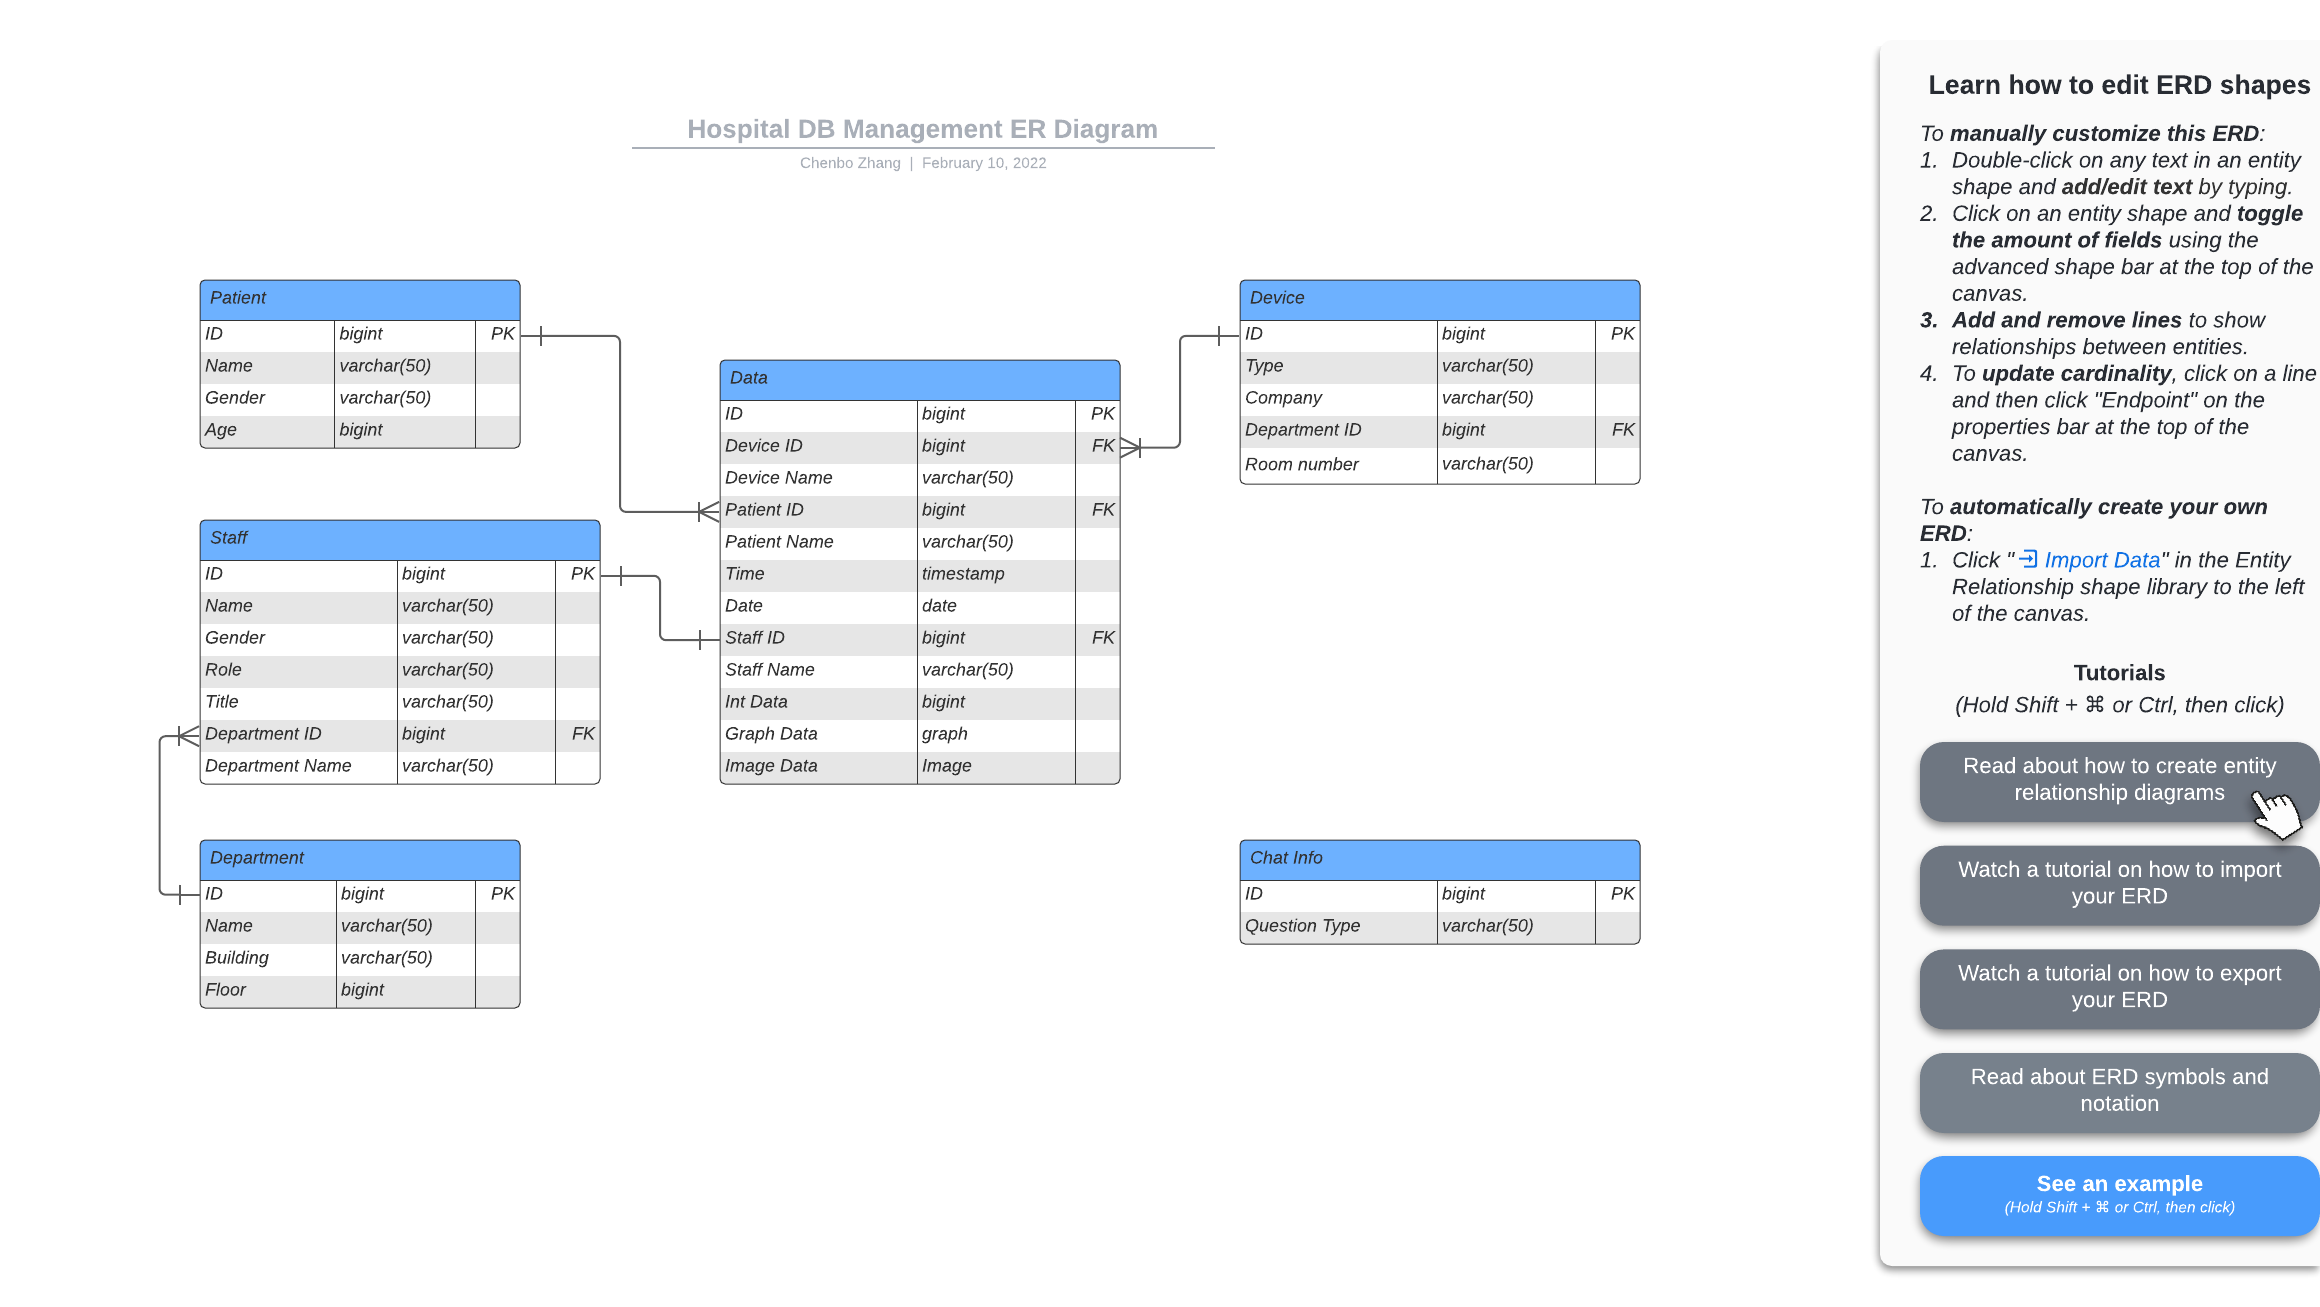 Hospital DB Management ER Diagram
Chenbo Zhang | February 10, 2022
Patient
ID bigint PK
Name varchar(50)
Gender varchar(50)
Age bigint
Staff
ID bigint PK
Name varchar(50)
Gender varchar(50)
Role varchar(50)
Title varchar(50)
Department ID bigint FK
Department Name varchar(50)
Department
ID bigint PK
Name varchar(50)
Building varchar(50)
Floor bigint
Data
ID bigint PK
Device ID bigint FK
Device Name varchar(50)
Patient ID bigint FK
Patient Name varchar(50)
Time timestamp
Date date
Staff ID bigint FK
Staff Name varchar(50)
Int Data bigint
Graph Data graph
Image Data Image
Device
ID bigint PK
Type varchar(50)
Company varchar(50)
Department ID bigint FK
Room number varchar(50)
Chat Info
ID bigint PK
Question Type varchar(50)
Learn how to edit ERD shapes
To manually customize this ERD:
1. Double-click on any text in an entity
shape and add/edit text by typing.
2. Click on an entity shape and toggle
the amount of fields using the
advanced shape bar at the top of the
canvas.
3. Add and remove lines to show
relationships between entities.
4. To update cardinality, click on a line
and then click "Endpoint" on the
properties bar at the top of the
canvas.
To automatically create your own
ERD:
1. Click " Import Data" in the Entity
Relationship shape library to the left
of the canvas.
Tutorials
(Hold Shift + ⌘ or Ctrl, then click)
Read about how to create entity
relationship diagrams
Watch a tutorial on how to import
your ERD
Watch a tutorial on how to export
your ERD
Read about ERD symbols and
notation
See an example
(Hold Shift + ⌘ or Ctrl, then click)